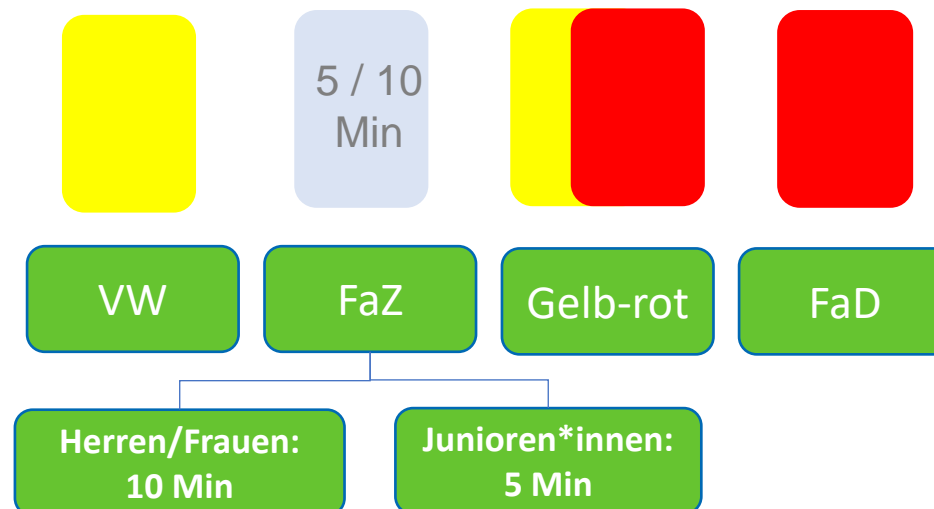 5 / 10
Min
VW
FaZ
Gelb-rot
FaD
Herren/Frauen:
10 Min
Junioren*innen:
5 Min